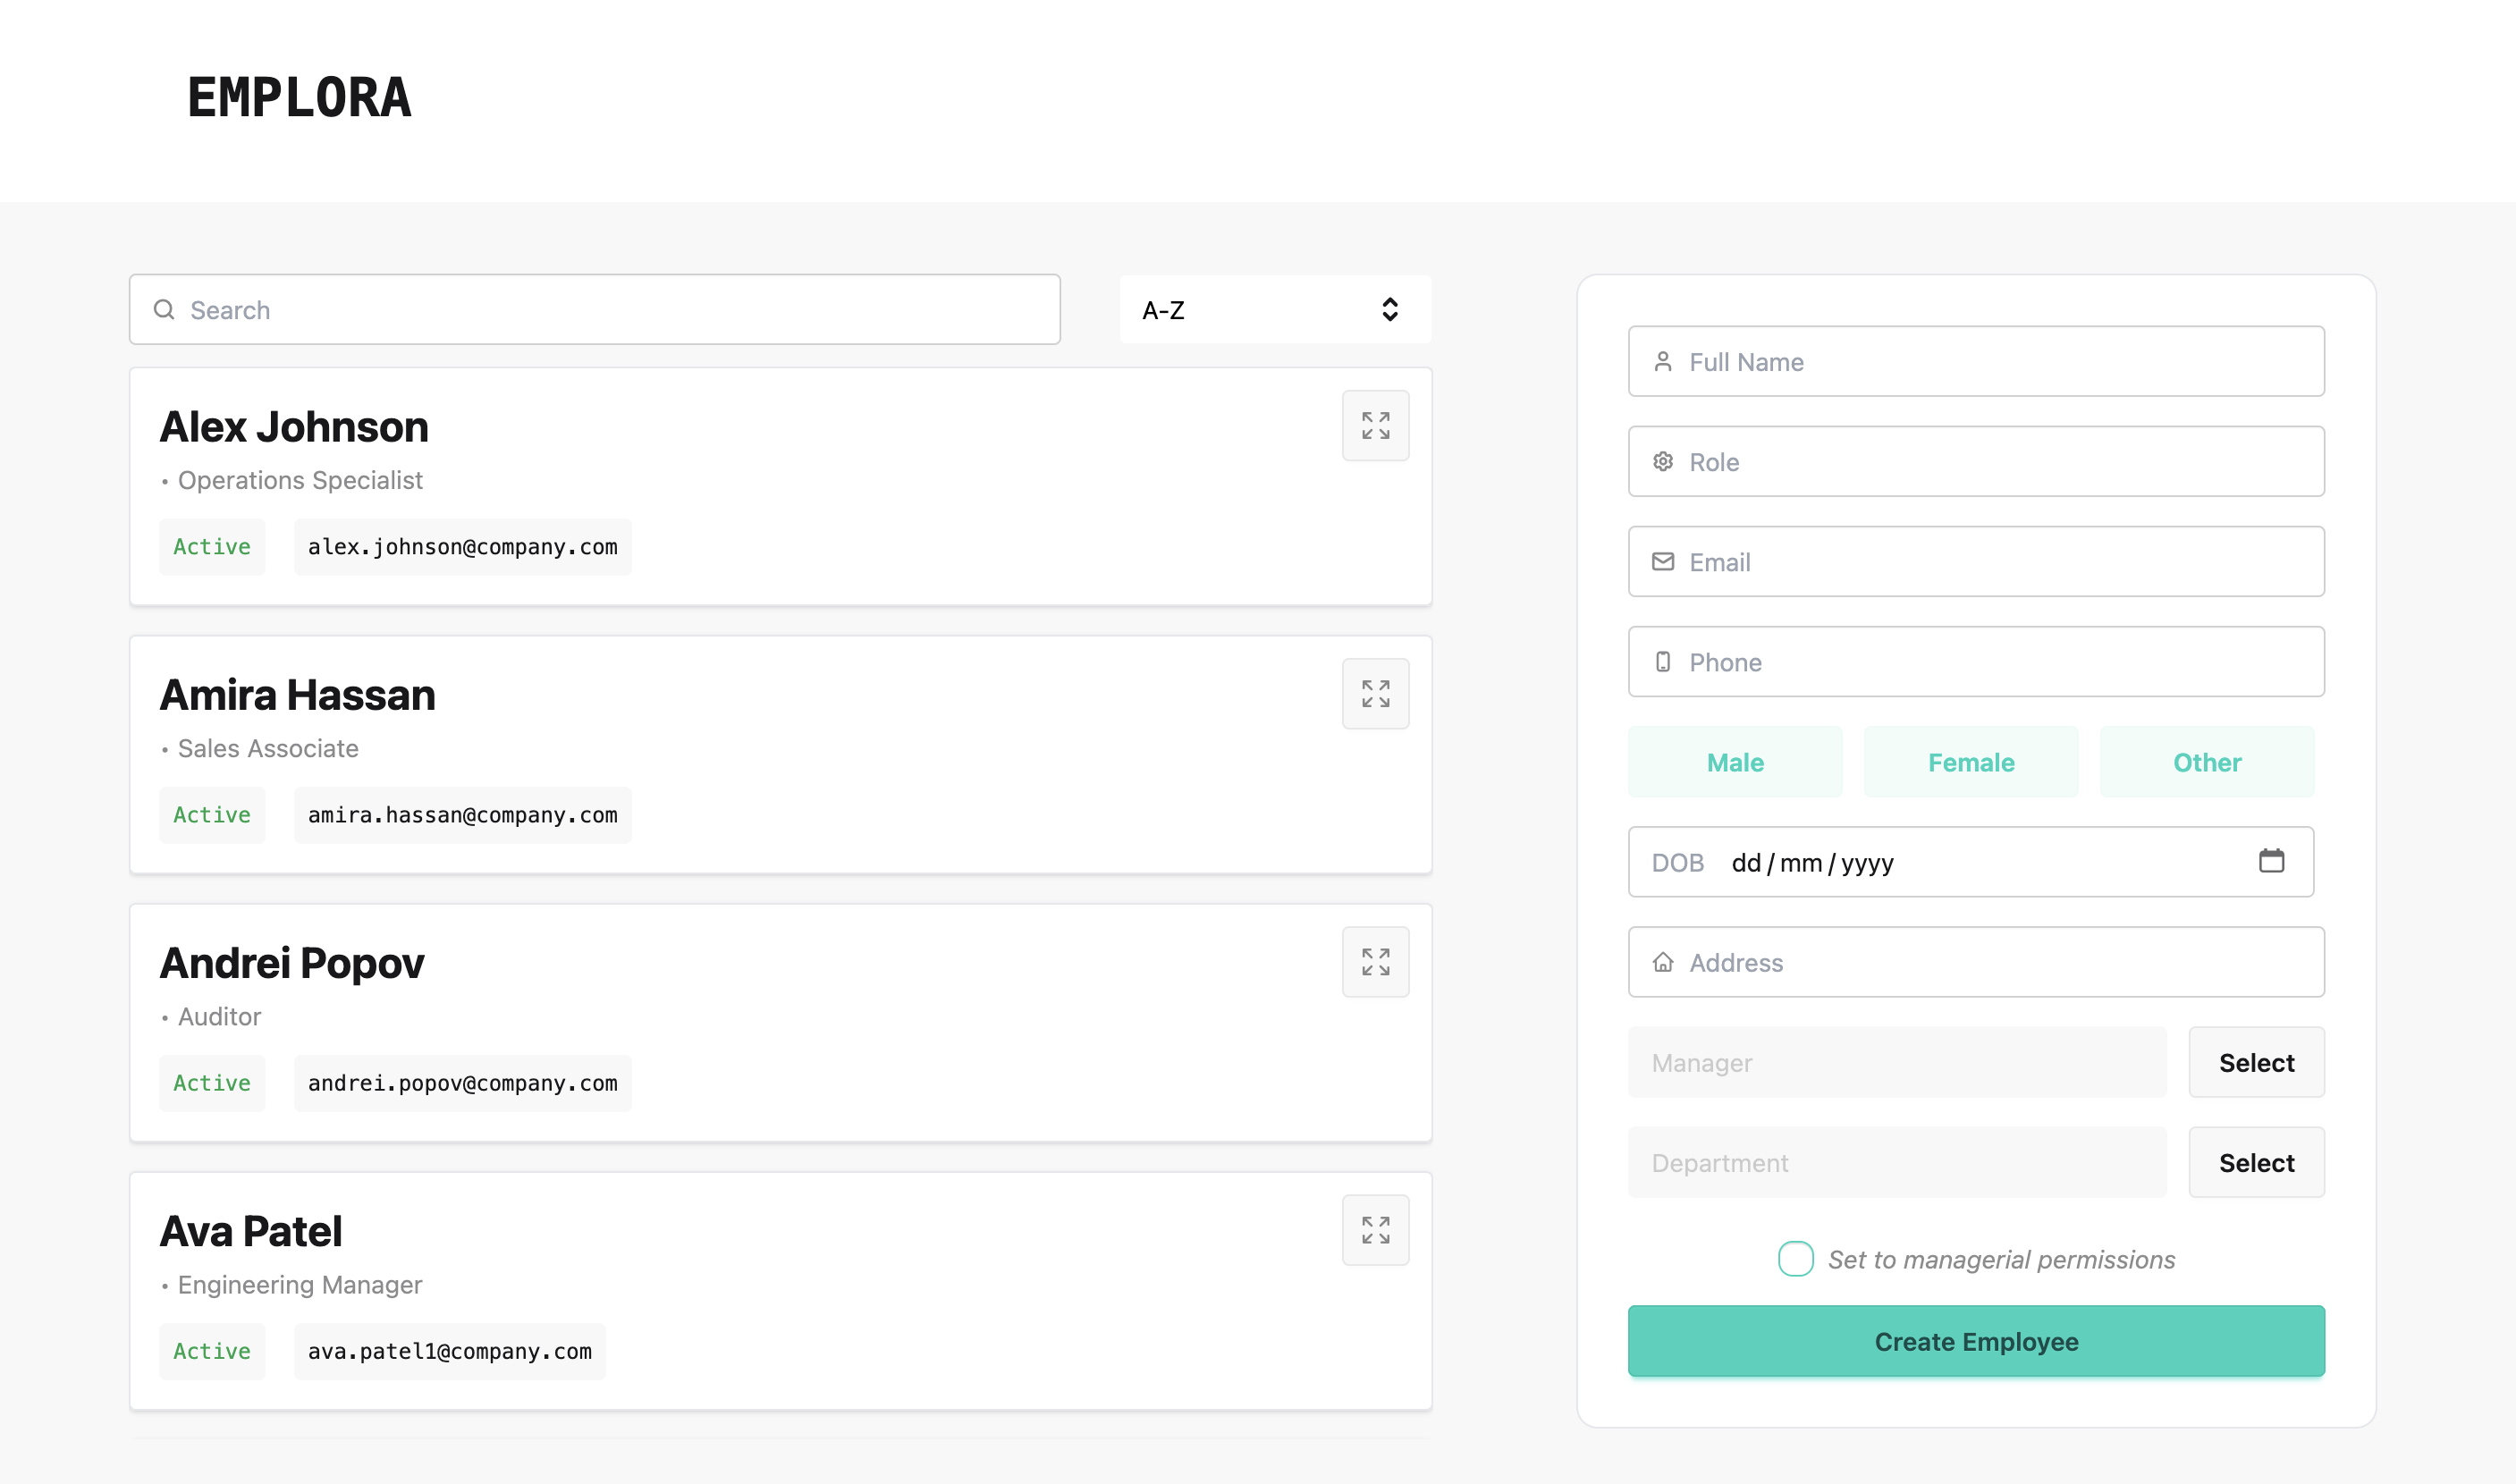 EMPLORA
Search
A-Z
Alex Johnson
• Operations Specialist
Active
alex.johnson@company.com
Amira Hassan
• Sales Associate
Active
amira.hassan@company.com
Andrei Popov
• Auditor
Active
andrei.popov@company.com
Ava Patel
• Engineering Manager
Active
ava.patel1@company.com
Full Name
Role
Email
Phone
Male
Female
Other
DOB dd/mm/yyyy
Address
Manager
Select
Department
Select
Set to managerial permissions
Create Employee